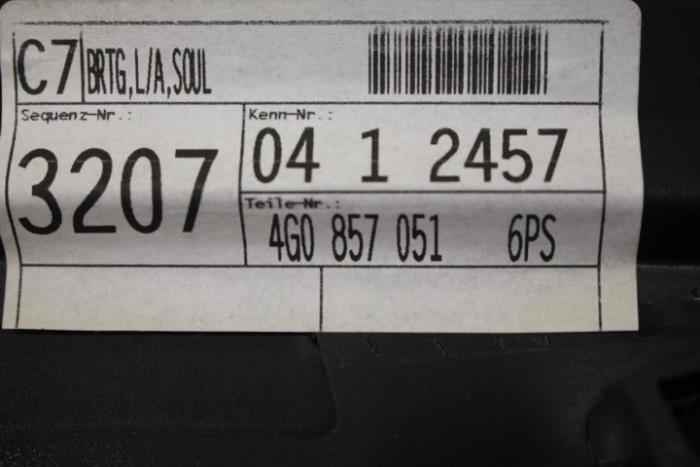 C7 BRTG,L/A,SOUL
Sequenz-Nr.:
3207
Kenn-Nr.:
04 1 2457
Teile-Nr.:
4G0 857 051 6PS